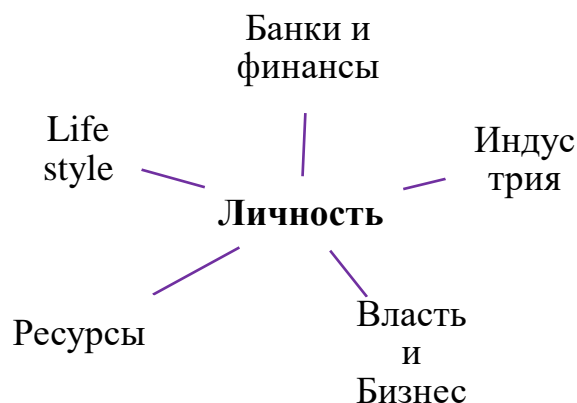 Банки и
финансы
Life
style
Индус
трия
Личность
Ресурсы
Власть
и
Бизнес